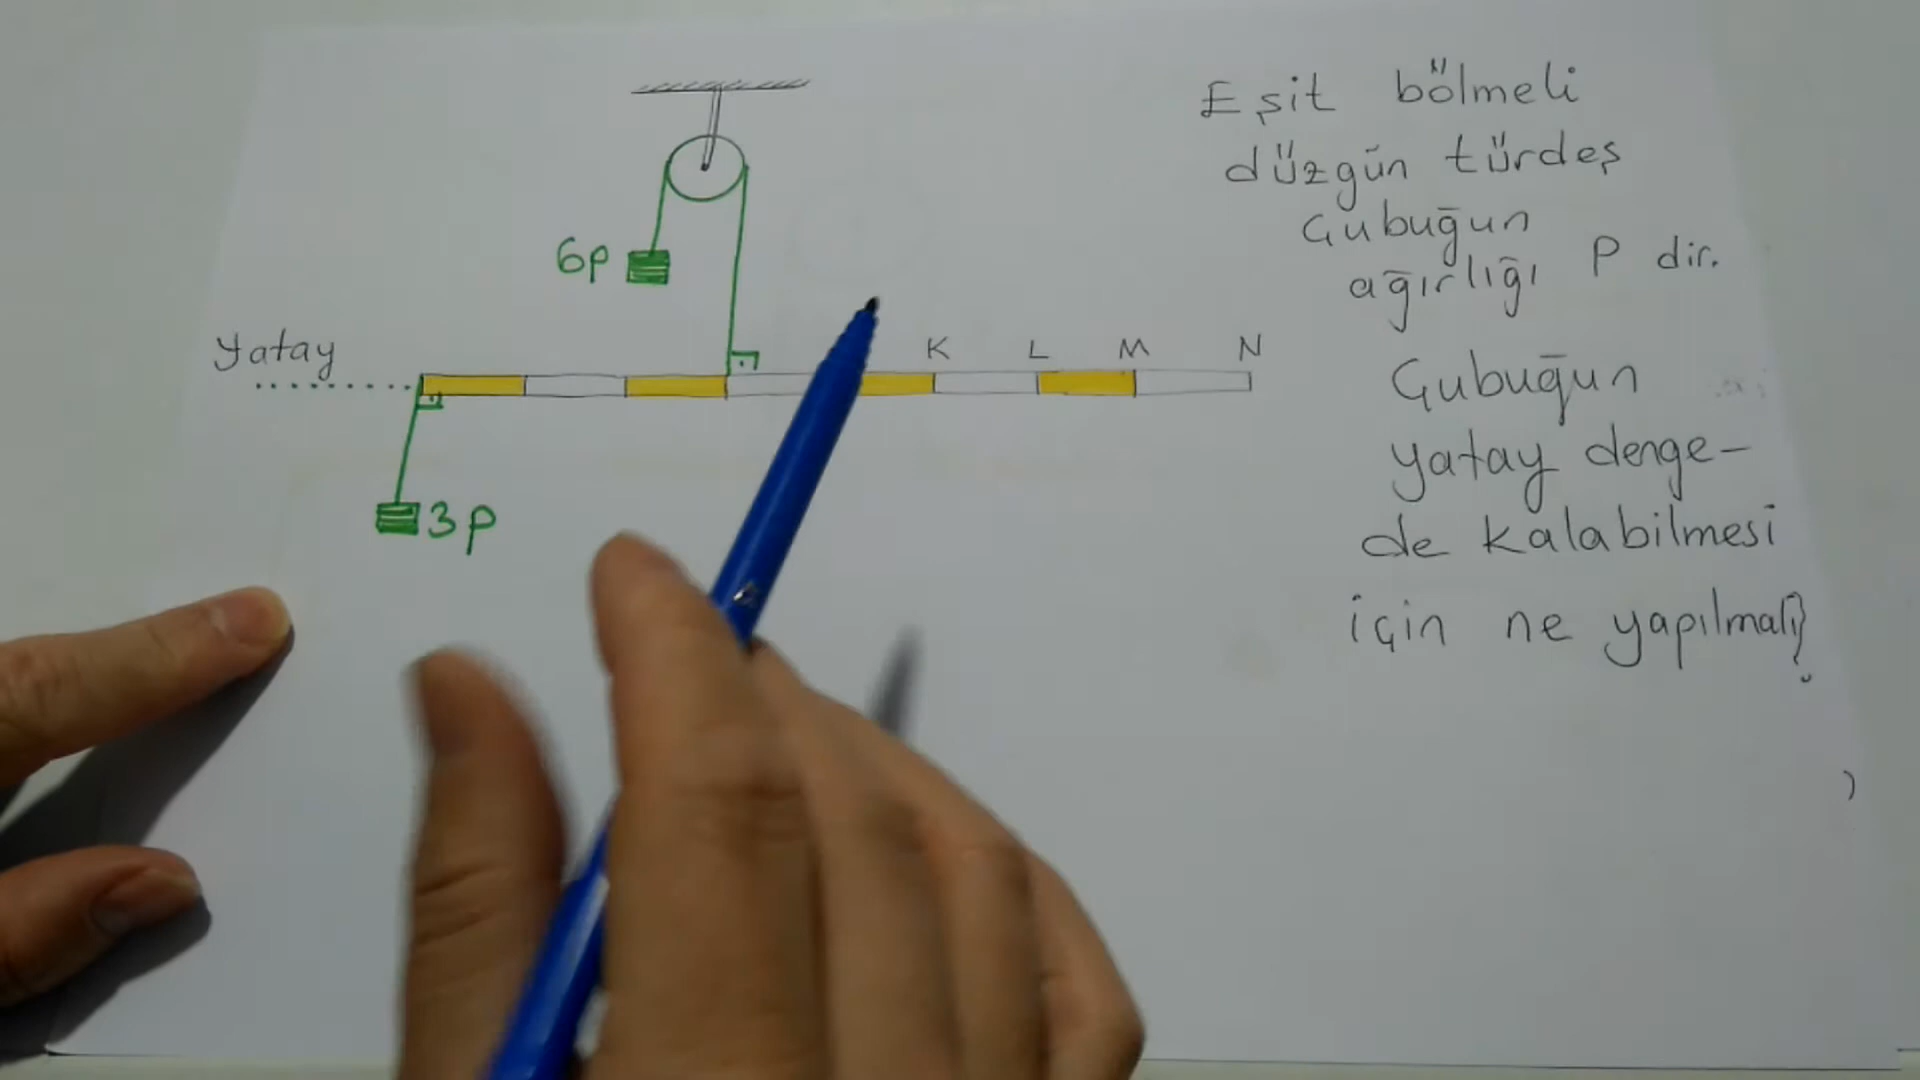 Eşit bölmeli
düzgün türdeş
Çubuğun
ağırlığı P dir.
6P
yatay
K L M N
Çubuğun
yatay denge-
de kalabilmesi
3P
için ne yapılmalı?